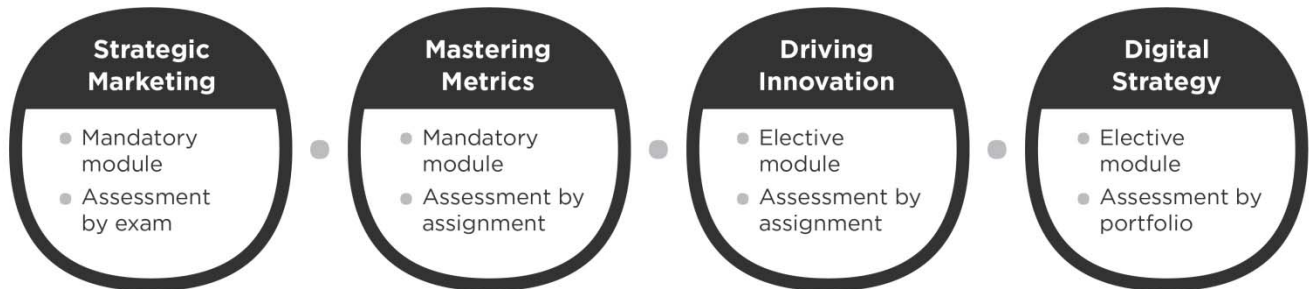 Strategic
Marketing
Mandatory
module
Assessment
by exam
Mastering
Metrics
Mandatory
module
Assessment by
assignment
Driving
Innovation
Elective
module
Assessment by
assignment
Digital
Strategy
Elective
module
Assessment by
portfolio